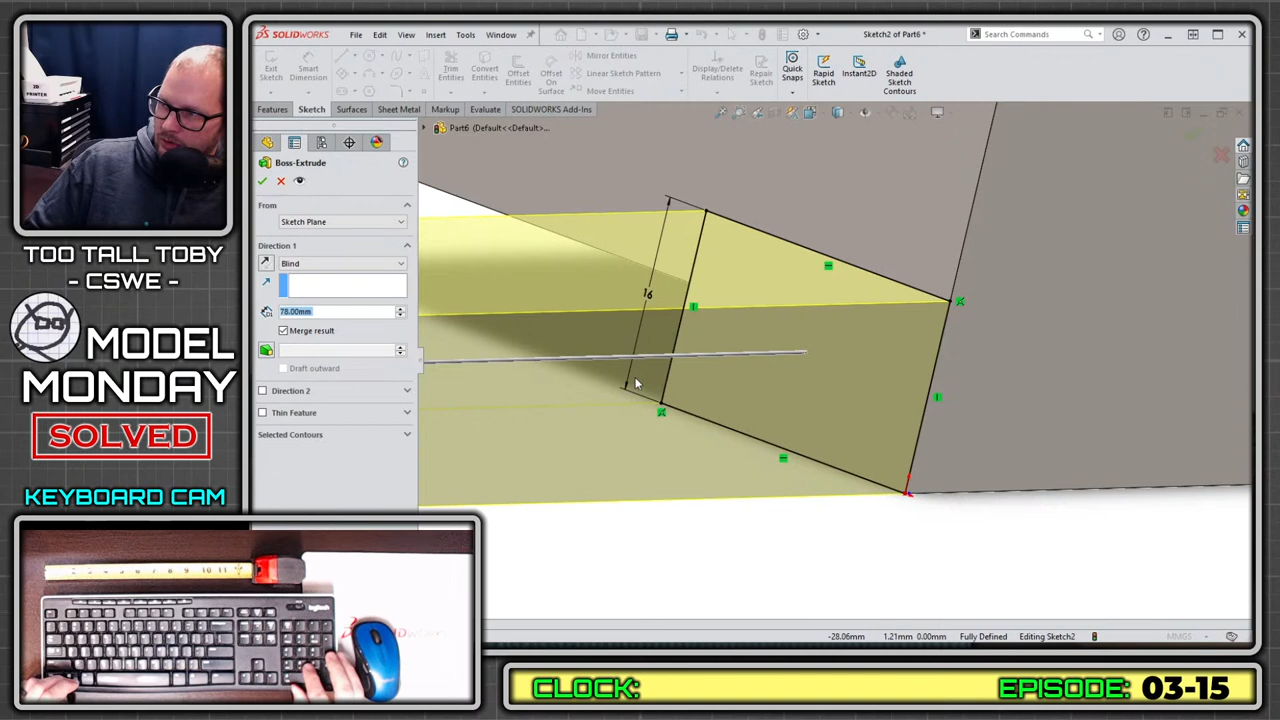 SOLIDWORKS
File
Edit
View
Insert
Tools
Window
Sketch2 of Part6 *
Search Commands
Exit
Sketch
Smart
Dimension
Trim
Entities
Convert
Entities
Offset
Entities
Offset
On
Surface
Mirror Entities
Linear Sketch Pattern
Move Entities
Display/Delete
Relations
Repair
Sketch
Quick
Snaps
Rapid
Sketch
Instant2D
Shaded
Sketch
Contours
Features
Sketch
Surfaces
Sheet Metal
Markup
Evaluate
SOLIDWORKS Add-Ins
Part6 (Default<<Default>...
Boss-Extrude
From
Sketch Plane
Direction 1
Blind
78.00mm
Merge result
Draft outward
Direction 2
Thin Feature
Selected Contours
16
-28.06mm
1.21mm
0.00mm
Fully Defined
Editing Sketch2
MMGS
TOO TALL TOBY
- CSWE -
MODEL
MONDAY
SOLVED
KEYBOARD CAM
logitech
CLOCK:
EPISODE: 03-15